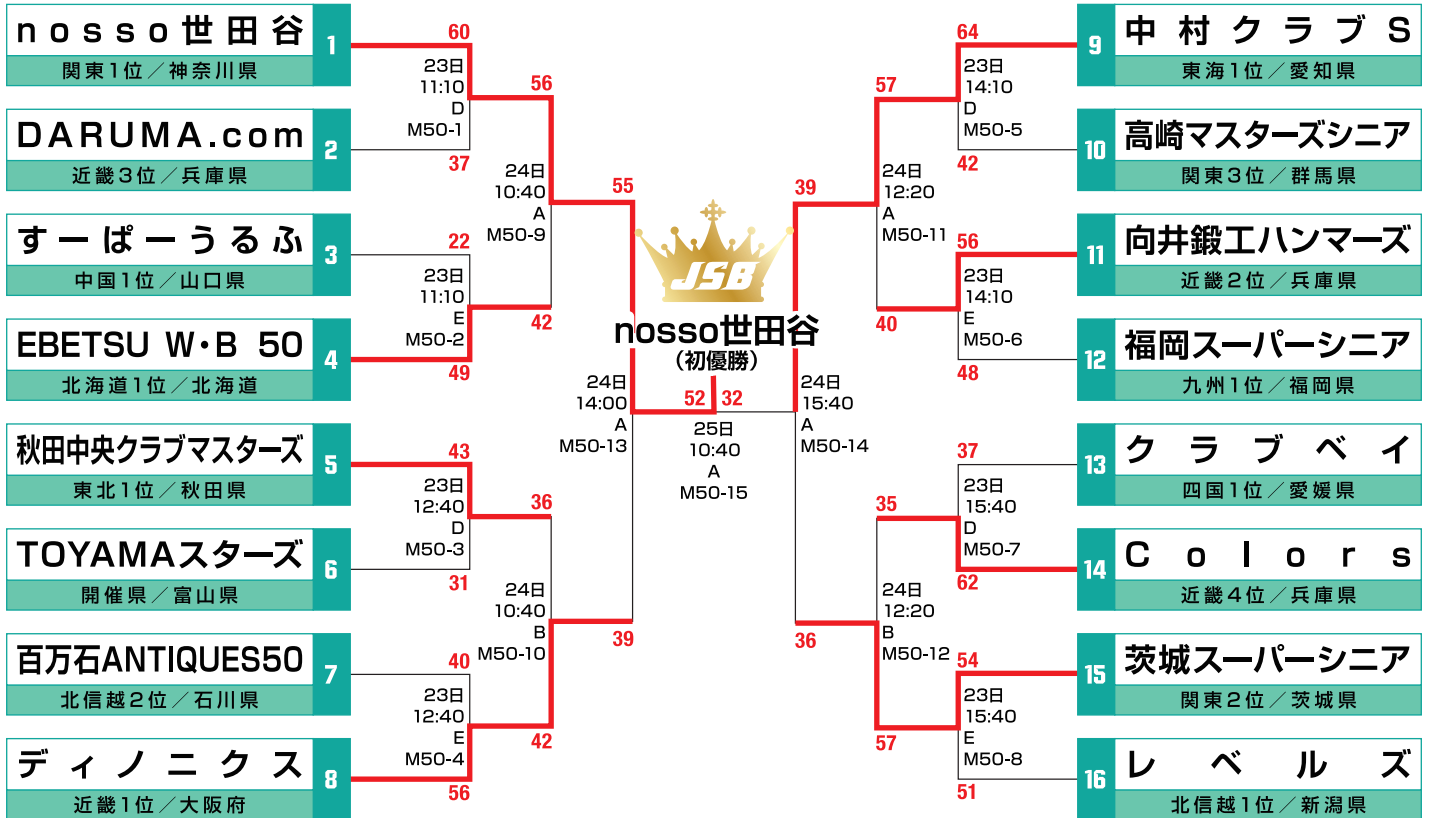 nosso世田谷
1
関東1位／神奈川県
DARUMA.com
2
近畿3位／兵庫県
すーぱーうるふ
3
中国1位／山口県
EBETSU W・B 50
4
北海道1位／北海道
秋田中央クラブマスターズ
5
東北1位／秋田県
TOYAMAスターズ
6
開催県／富山県
百万石ANTIQUES50
7
北信越2位／石川県
ディノニクス
8
近畿1位／大阪府
60
23日
11:10
D
M50-1
37
22
23日
11:10
E
M50-2
49
43
23日
12:40
D
M50-3
31
40
23日
12:40
E
M50-4
56
56
24日
10:40
A
M50-9
42
36
24日
10:40
B
M50-10
42
55
24日
14:00
A
M50-13
39
JSB
nosso世田谷
（初優勝）
52
32
25日
10:40
A
M50-15
39
24日
15:40
A
M50-14
36
57
24日
12:20
A
M50-11
40
35
24日
12:20
B
M50-12
57
64
23日
14:10
D
M50-5
42
56
23日
14:10
E
M50-6
48
37
23日
15:40
D
M50-7
62
54
23日
15:40
E
M50-8
51
9
中村クラブS
東海1位／愛知県
10
高崎マスターズシニア
関東3位／群馬県
11
向井鍛工ハンマーズ
近畿2位／兵庫県
12
福岡スーパーシニア
九州1位／福岡県
13
クラブベイ
四国1位／愛媛県
14
Colors
近畿4位／兵庫県
15
茨城スーパーシニア
関東2位／茨城県
16
レベルズ
北信越1位／新潟県